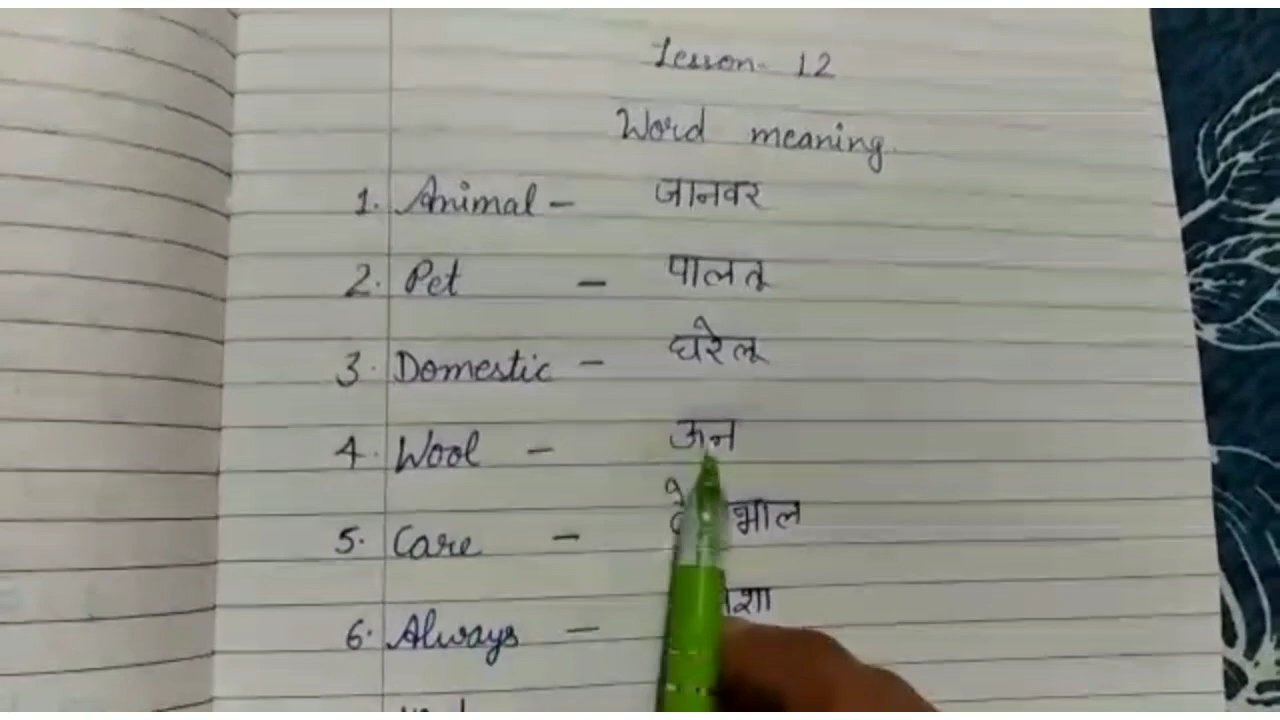 Lesson- 12
Word meaning.
1. Animal - जानवर
2. Pet - पालतू
3. Domestic - घरेलू
4. Wool - ऊन
5. Care - भाल
6. Always -